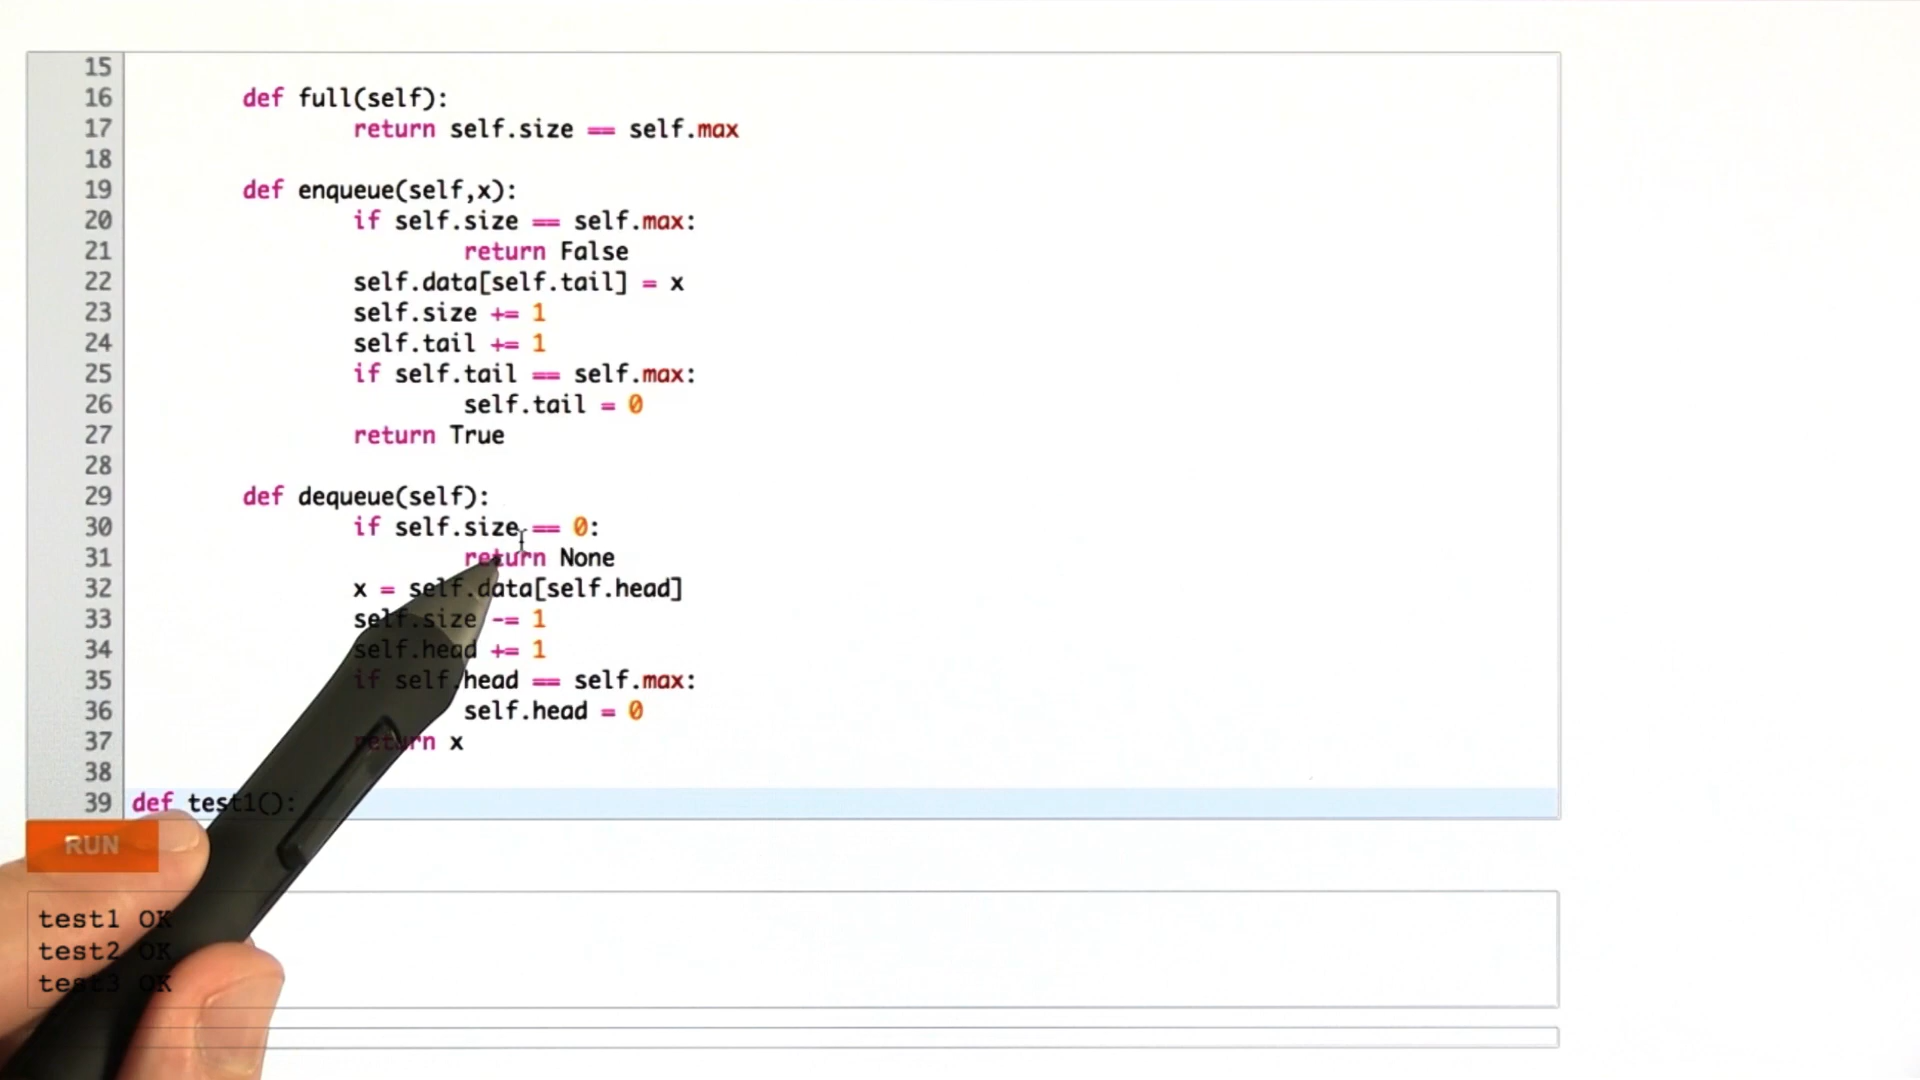 15
16 def full(self):
17 return self.size == self.max
18
19 def enqueue(self,x):
20 if self.size == self.max:
21 return False
22 self.data[self.tail] = x
23 self.size += 1
24 self.tail += 1
25 if self.tail == self.max:
26 self.tail = 0
27 return True
28
29 def dequeue(self):
30 if self.size == 0:
31 return None
32 x = self.data[self.head]
33 self.size -= 1
34 self.head += 1
35 if self.head == self.max:
36 self.head = 0
37 return x
38
39 def test1():
RUN
test1 OK
test2 OK
test3 OK